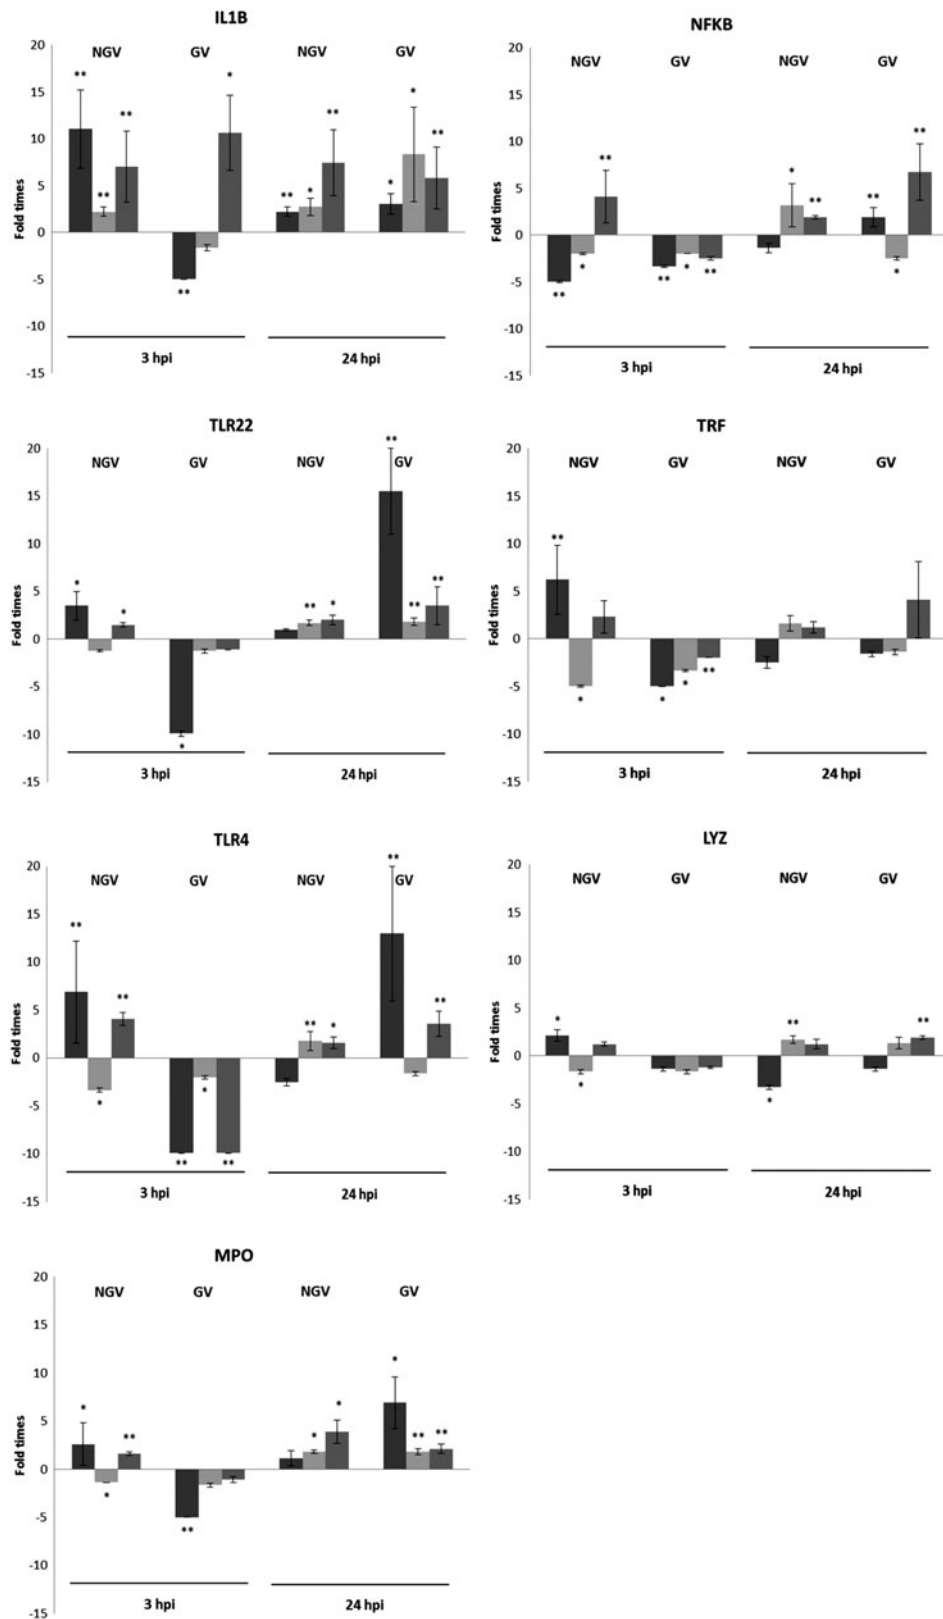 IL1B
NGV GV NGV GV
20
15
10
5
0
-5
-10
-15
Fold times
** ** ** * ** ** * ** * * **
3 hpi 24 hpi
NFKB
NGV GV NGV GV
20
15
10
5
0
-5
-10
-15
Fold times
** * ** ** * ** * ** ** * **
3 hpi 24 hpi
TLR22
NGV GV NGV GV
20
15
10
5
0
-5
-10
-15
Fold times
* * * ** * ** ** **
3 hpi 24 hpi
TRF
NGV GV NGV GV
20
15
10
5
0
-5
-10
-15
Fold times
** * * * **
3 hpi 24 hpi
TLR4
NGV GV NGV GV
20
15
10
5
0
-5
-10
-15
Fold times
** * ** ** * ** ** * ** **
3 hpi 24 hpi
LYZ
NGV GV NGV GV
20
15
10
5
0
-5
-10
-15
Fold times
* * * ** **
3 hpi 24 hpi
MPO
NGV GV NGV GV
20
15
10
5
0
-5
-10
-15
Fold times
* * ** ** * * * ** **
3 hpi 24 hpi